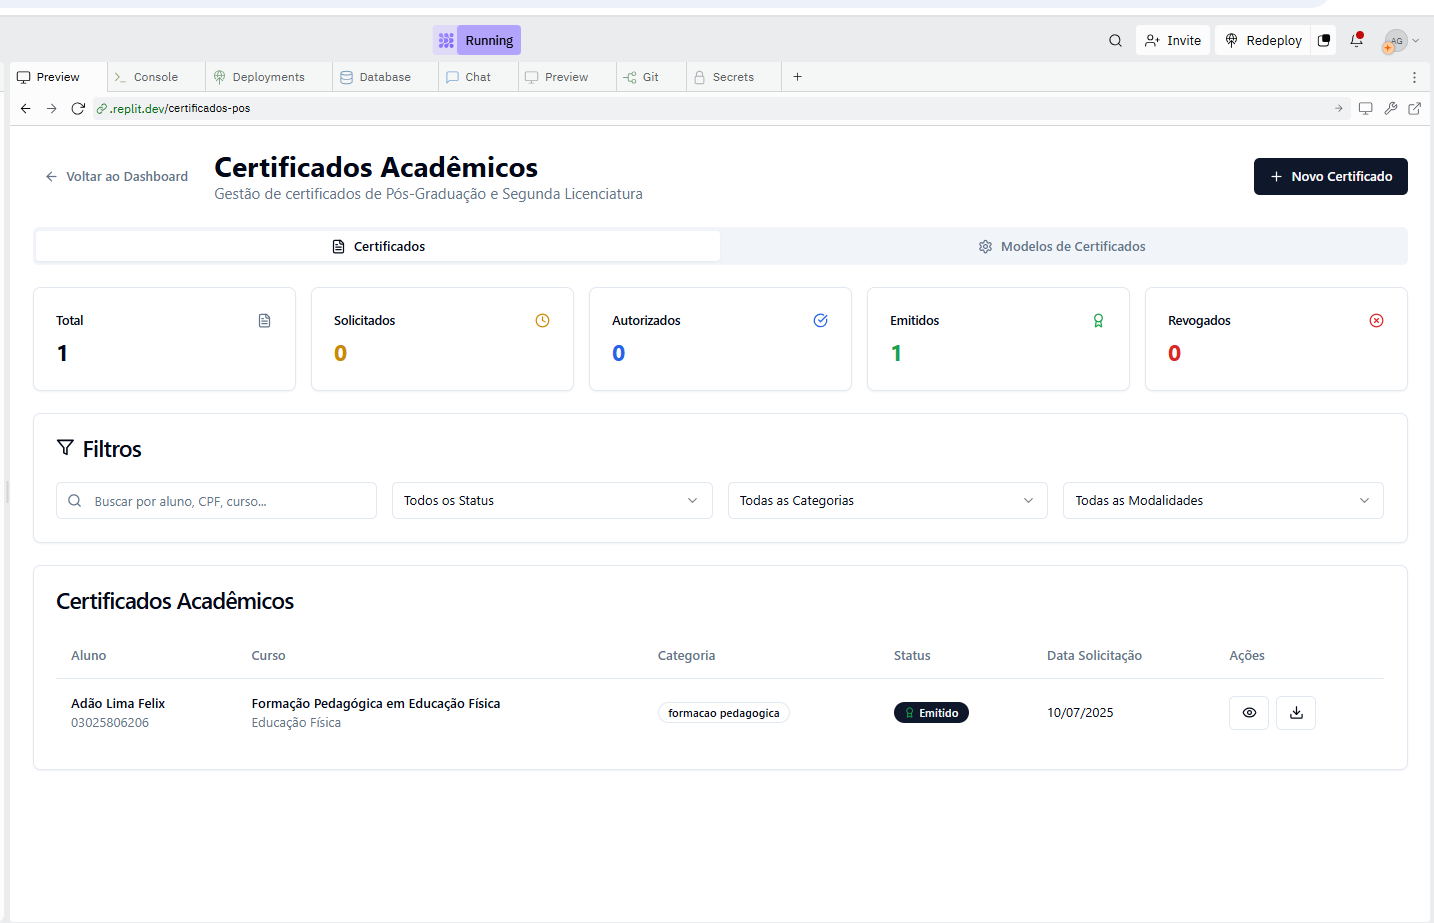 Running
Invite
Redeploy
AG
Preview
Console
Deployments
Database
Chat
Preview
Git
Secrets
.replit.dev/certificados-pos
Voltar ao Dashboard
Certificados Acadêmicos
Gestão de certificados de Pós-Graduação e Segunda Licenciatura
Novo Certificado
Certificados
Modelos de Certificados
Total
1
Solicitados
0
Autorizados
0
Emitidos
1
Revogados
0
Filtros
Buscar por aluno, CPF, curso...
Todos os Status
Todas as Categorias
Todas as Modalidades
Certificados Acadêmicos
Aluno Curso Categoria Status Data Solicitação Ações
Adão Lima Felix
03025806206
Formação Pedagógica em Educação Física
Educação Física
formacao pedagogica
Emitido
10/07/2025